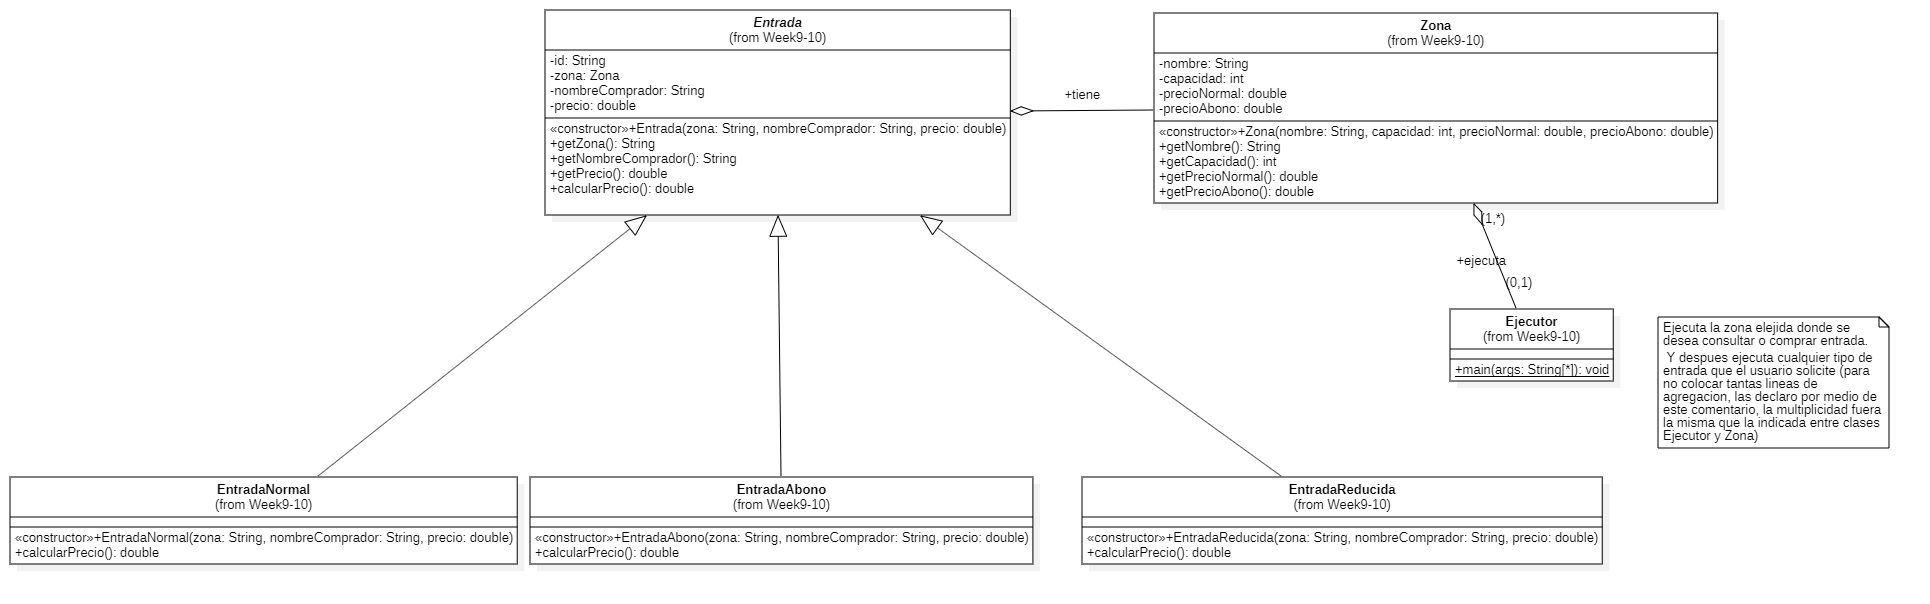 Entrada
(from Week9-10)
-id: String
-zona: Zona
-nombreComprador: String
-precio: double
«constructor»+Entrada(zona: String, nombreComprador: String, precio: double)
+getZona(): String
+getNombreComprador(): String
+getPrecio(): double
+calcularPrecio(): double
+tiene
Zona
(from Week9-10)
-nombre: String
-capacidad: int
-precioNormal: double
-precioAbono: double
«constructor»+Zona(nombre: String, capacidad: int, precioNormal: double, precioAbono: double)
+getNombre(): String
+getCapacidad(): int
+getPrecioNormal(): double
+getPrecioAbono(): double
(1,*)
+ejecuta
(0,1)
Ejecutor
(from Week9-10)
+main(args: String[*]): void
Ejecuta la zona elejida donde se
desea consultar o comprar entrada.
Y despues ejecuta cualquier tipo de
entrada que el usuario solicite (para
no colocar tantas lineas de
agregacion, las declaro por medio de
este comentario, la multiplicidad fuera
la misma que la indicada entre clases
Ejecutor y Zona)
EntradaNormal
(from Week9-10)
«constructor»+EntradaNormal(zona: String, nombreComprador: String, precio: double)
+calcularPrecio(): double
EntradaAbono
(from Week9-10)
«constructor»+EntradaAbono(zona: String, nombreComprador: String, precio: double)
+calcularPrecio(): double
EntradaReducida
(from Week9-10)
«constructor»+EntradaReducida(zona: String, nombreComprador: String, precio: double)
+calcularPrecio(): double